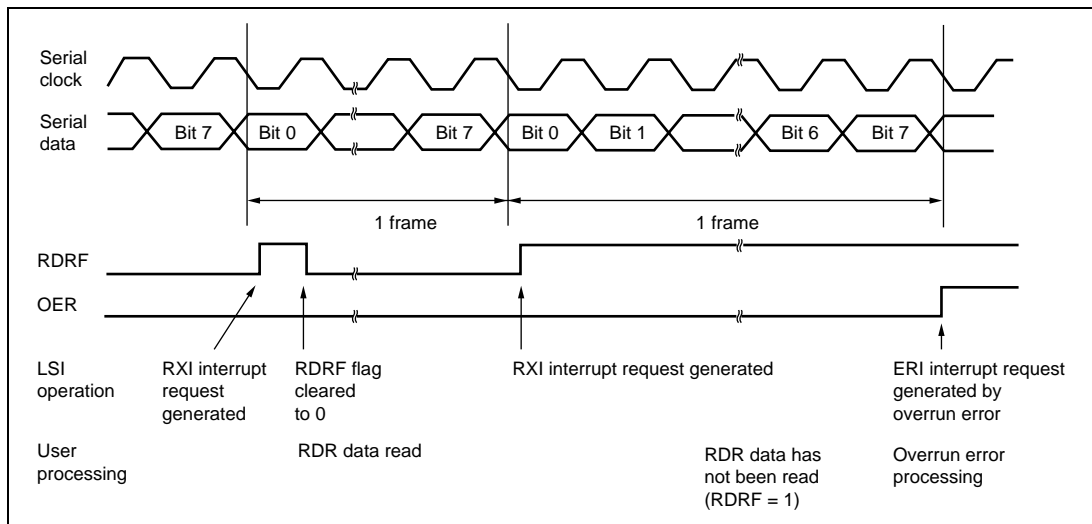 Serial
clock
Serial
data
Bit 7
Bit 0
Bit 7
Bit 0
Bit 1
Bit 6
Bit 7
1 frame
1 frame
RDRF
OER
LSI
operation
RXI interrupt
request
generated
RDRF flag
cleared
to 0
RXI interrupt request generated
ERI interrupt request
generated by
overrun error
User
processing
RDR data read
RDR data has
not been read
(RDRF = 1)
Overrun error
processing